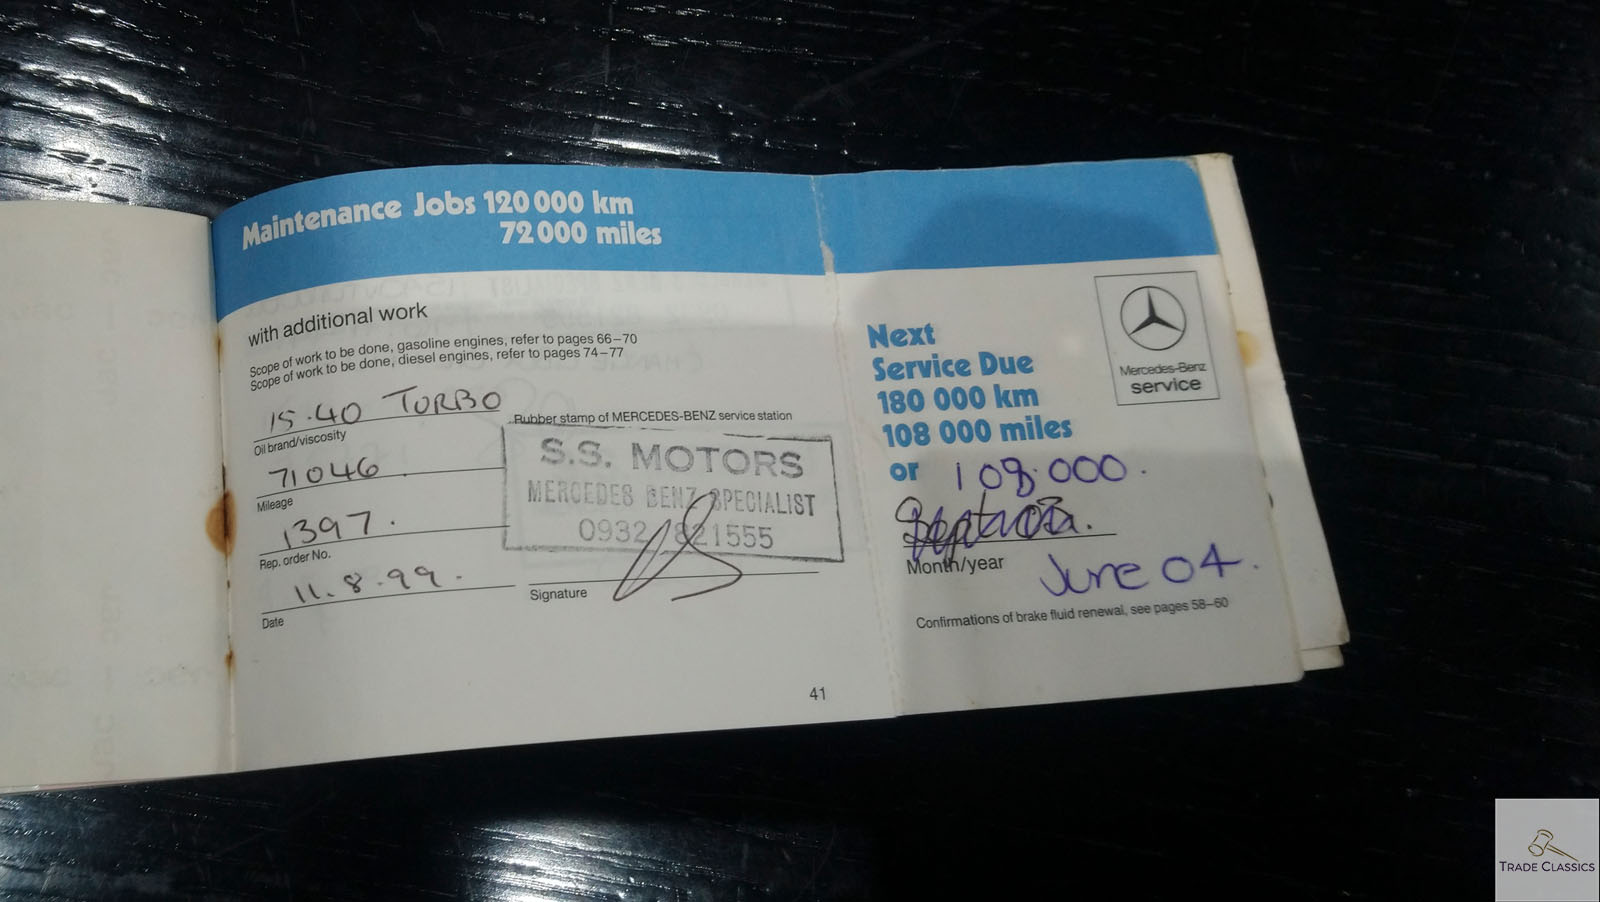 Maintenance Jobs 120 000 km
72 000 miles
with additional work
Scope of work to be done, gasoline engines, refer to pages 66–70
Scope of work to be done, diesel engines, refer to pages 74–77
15.40 TURBO
Oil brand/viscosity
71046
Mileage
1397.
Rep. order No.
11.8.99.
Date
Rubber stamp of MERCEDES-BENZ service station
S.S. MOTORS
MERCEDES BENZ SPECIALIST
0932 821555
Signature
41
Mercedes-Benz
service
Next
Service Due
180 000 km
108 000 miles
or 108.000.
Month/year
June 04.
Confirmations of brake fluid renewal, see pages 58–60
TRADE CLASSICS